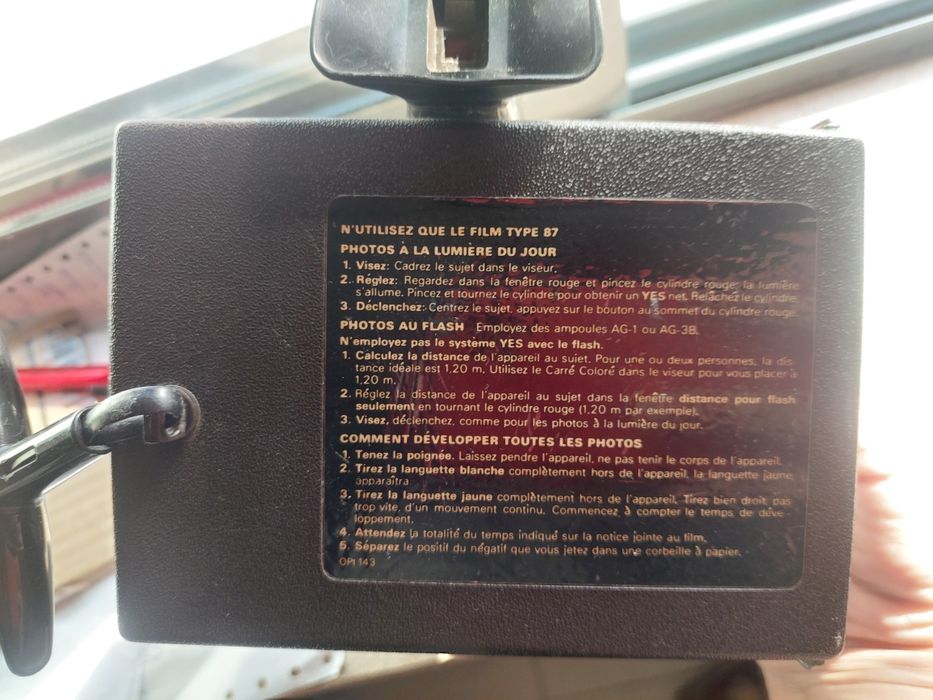 N'UTILISEZ QUE LE FILM TYPE 87
PHOTOS À LA LUMIÈRE DU JOUR
1. Visez: Cadrez le sujet dans le viseur.
2. Réglez: Regardez dans la fenêtre rouge et pincez le cylindre rouge: la lumière
s'allume. Pincez et tournez le cylindre pour obtenir un YES net. Relâchez le cylindre.
3. Déclenchez: Centrez le sujet, appuyez sur le bouton au sommet du cylindre rouge.
PHOTOS AU FLASH Employez des ampoules AG-1 ou AG-3B.
N'employez pas le système YES avec le flash.
1. Calculez la distance de l'appareil au sujet. Pour une ou deux personnes, la dis-
tance idéale est 1,20 m. Utilisez le Carré Coloré dans le viseur pour vous placer à
1,20 m.
2. Réglez la distance de l'appareil au sujet dans la fenêtre distance pour flash
seulement en tournant le cylindre rouge (1,20 m par exemple).
3. Visez, déclenchez, comme pour les photos à la lumière du jour.
COMMENT DÉVELOPPER TOUTES LES PHOTOS
1. Tenez la poignée. Laissez pendre l'appareil, ne pas tenir le corps de l'appareil.
2. Tirez la languette blanche complètement hors de l'appareil, la languette jaune
apparaîtra
3. Tirez la languette jaune complètement hors de l'appareil. Tirez bien droit, pas
trop vite, d'un mouvement continu. Commencez à compter le temps de déve-
loppement.
4. Attendez la totalité du temps indiqué sur la notice jointe au film.
5. Séparez le positif du négatif que vous jetez dans une corbeille à papier.
OPI 143